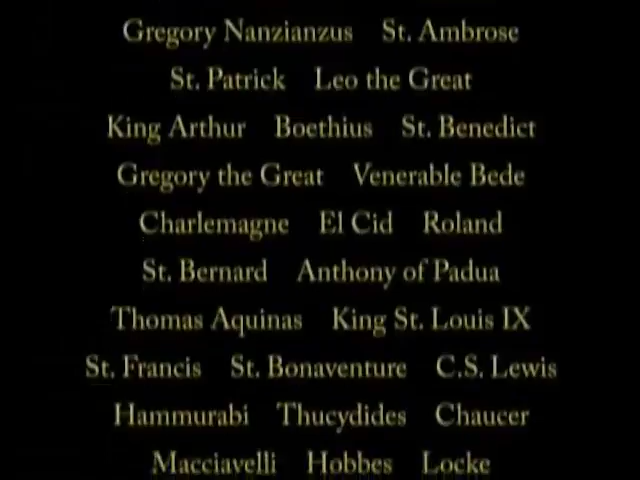 Gregory Nanzianzus St. Ambrose
St. Patrick Leo the Great
King Arthur Boethius St. Benedict
Gregory the Great Venerable Bede
Charlemagne El Cid Roland
St. Bernard Anthony of Padua
Thomas Aquinas King St. Louis IX
St. Francis St. Bonaventure C.S. Lewis
Hammurabi Thucydides Chaucer
Macciavelli Hobbes Locke